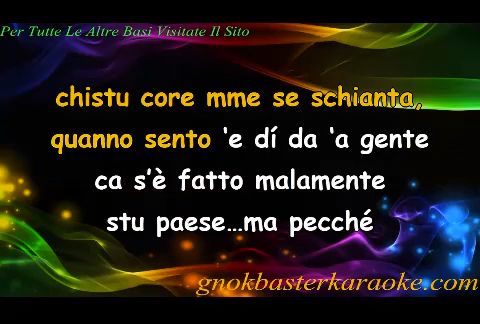 Per Tutte Le Altre Basi Visitate Il Sito
chistu core mme se schianta,
quanno sento 'e dí da 'a gente
ca s'è fatto malamente
stu paese...ma pecché
gnokbasterkaraoke.com